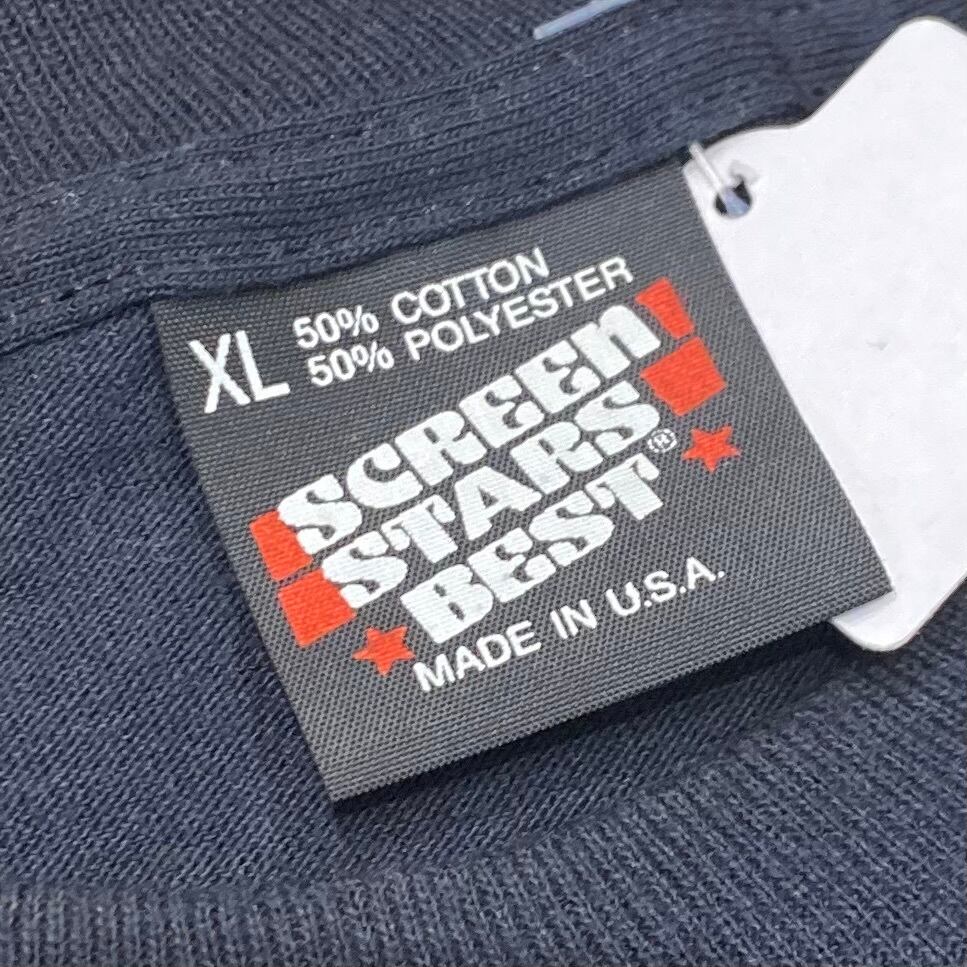 XL
50% COTTON
50% POLYESTER
SCREEN
STARS
BEST®
MADE IN U.S.A.